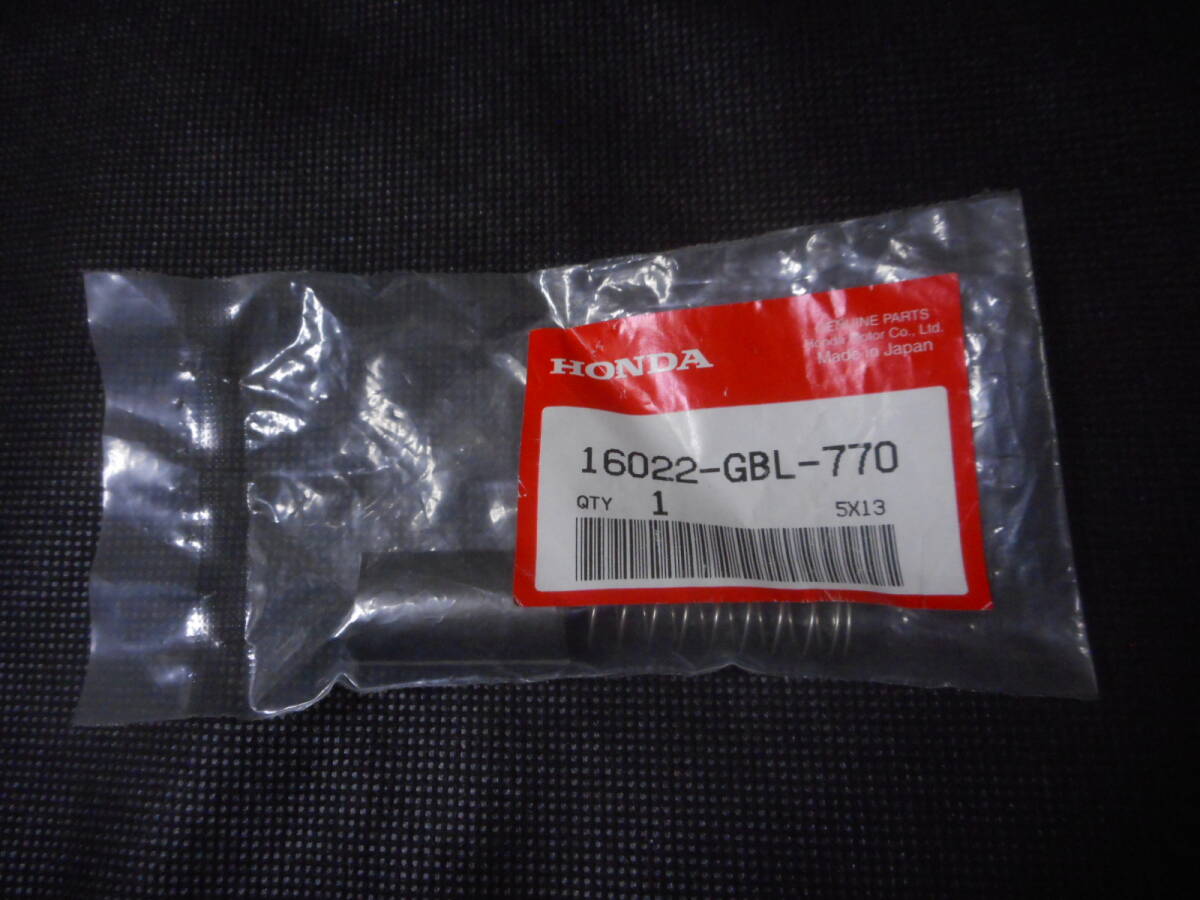 HONDA
GENUINE PARTS
Honda Motor Co., Ltd.
Made in Japan
16022-GBL-770
QTY 1 5X13